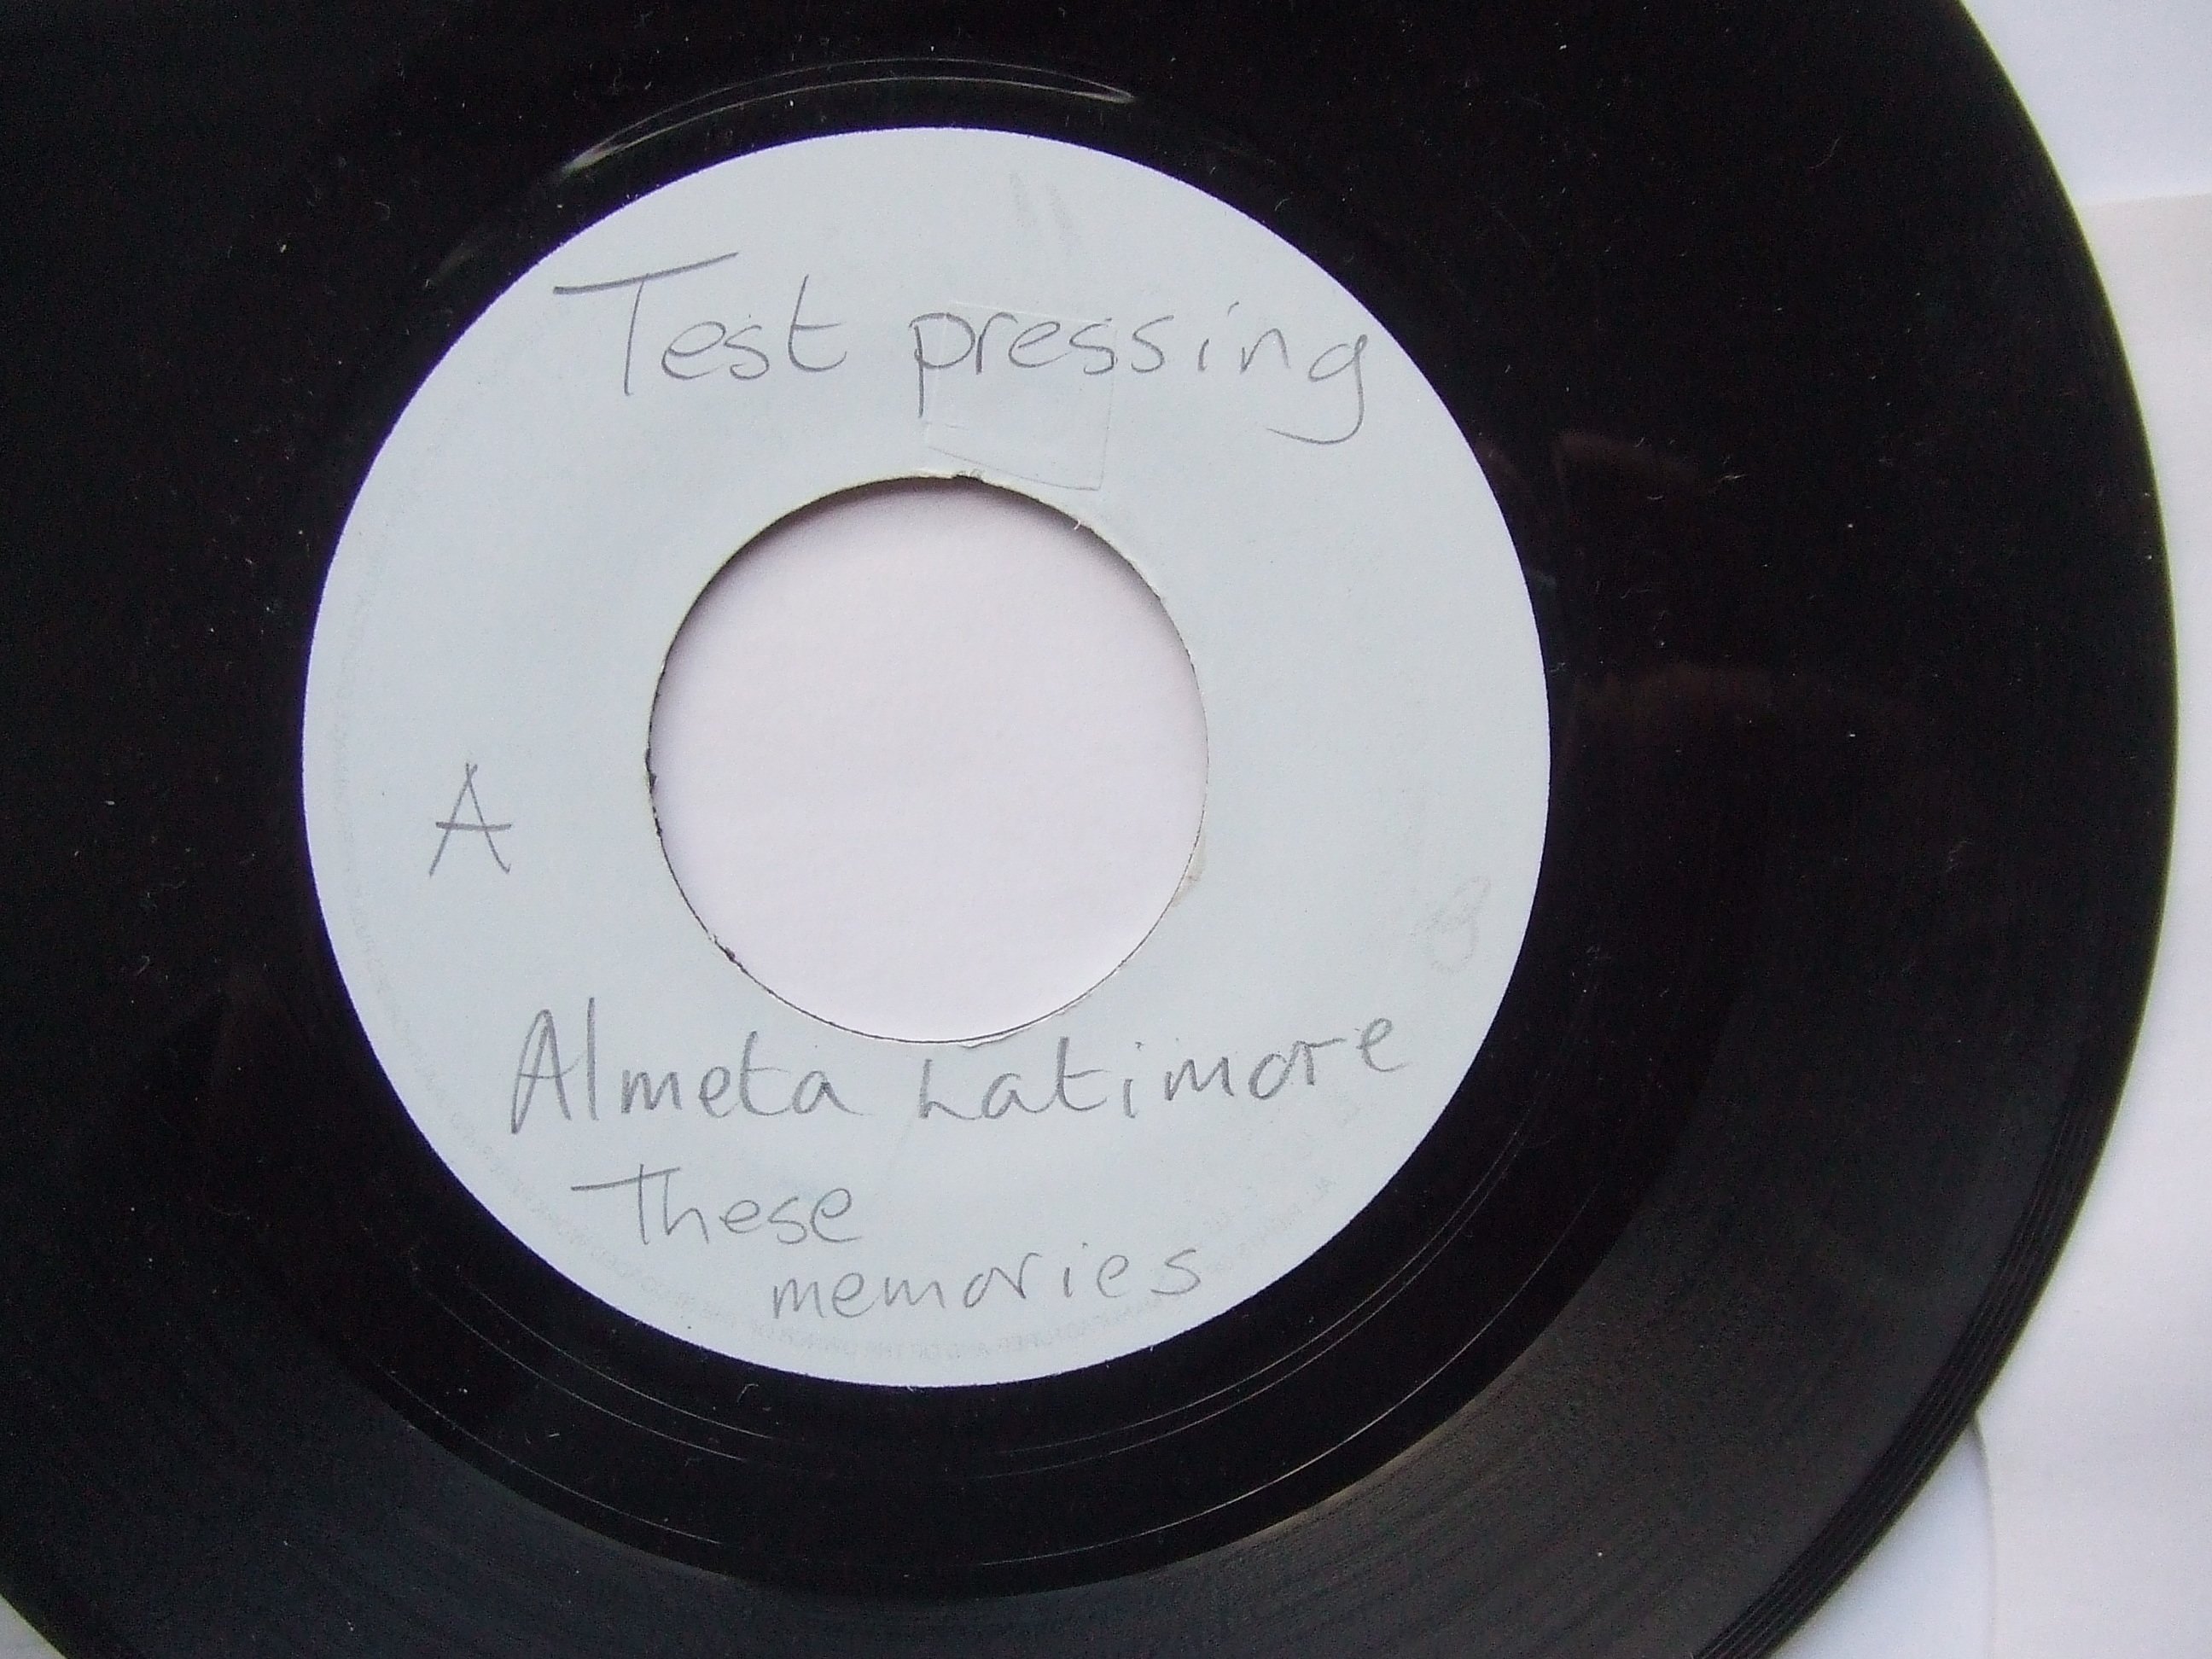 Test pressing
A
Almeta Latimore
These
memories